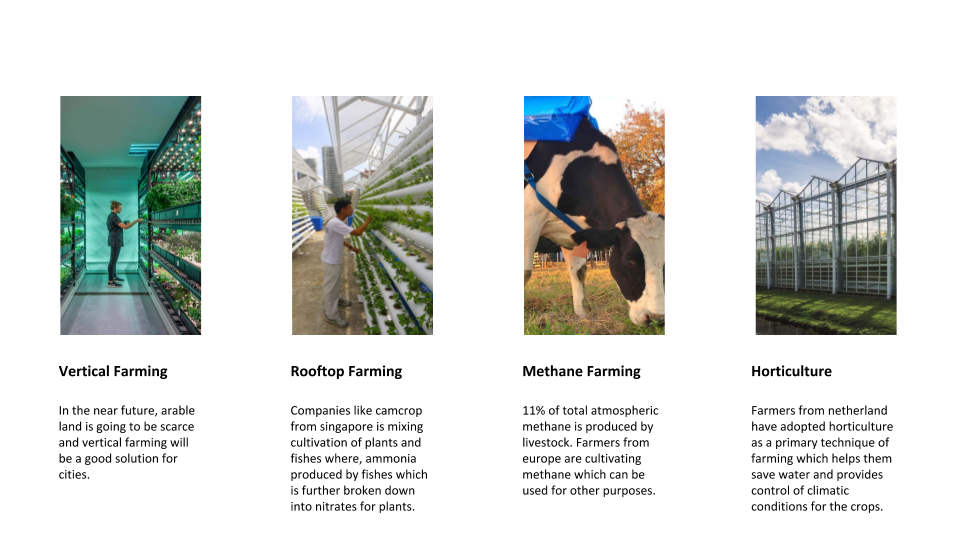 Vertical Farming
In the near future, arable
land is going to be scarce
and vertical farming will
be a good solution for
cities.
Rooftop Farming
Companies like camcrop
from singapore is mixing
cultivation of plants and
fishes where, ammonia
produced by fishes which
is further broken down
into nitrates for plants.
Methane Farming
11% of total atmospheric
methane is produced by
livestock. Farmers from
europe are cultivating
methane which can be
used for other purposes.
Horticulture
Farmers from netherland
have adopted horticulture
as a primary technique of
farming which helps them
save water and provides
control of climatic
conditions for the crops.